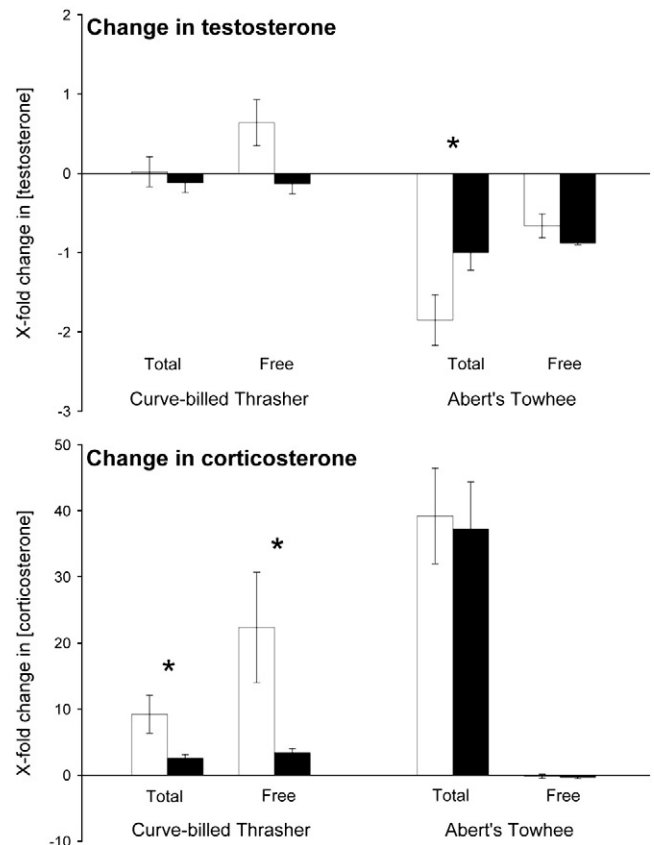 Change in testosterone
X-fold change in [testosterone]
2
1
0
-1
-2
-3
*
Total Free Total Free
Curve-billed Thrasher Abert's Towhee
Change in corticosterone
X-fold change in [corticosterone]
50
40
30
20
10
0
-10
*
*
Total Free Total Free
Curve-billed Thrasher Abert's Towhee